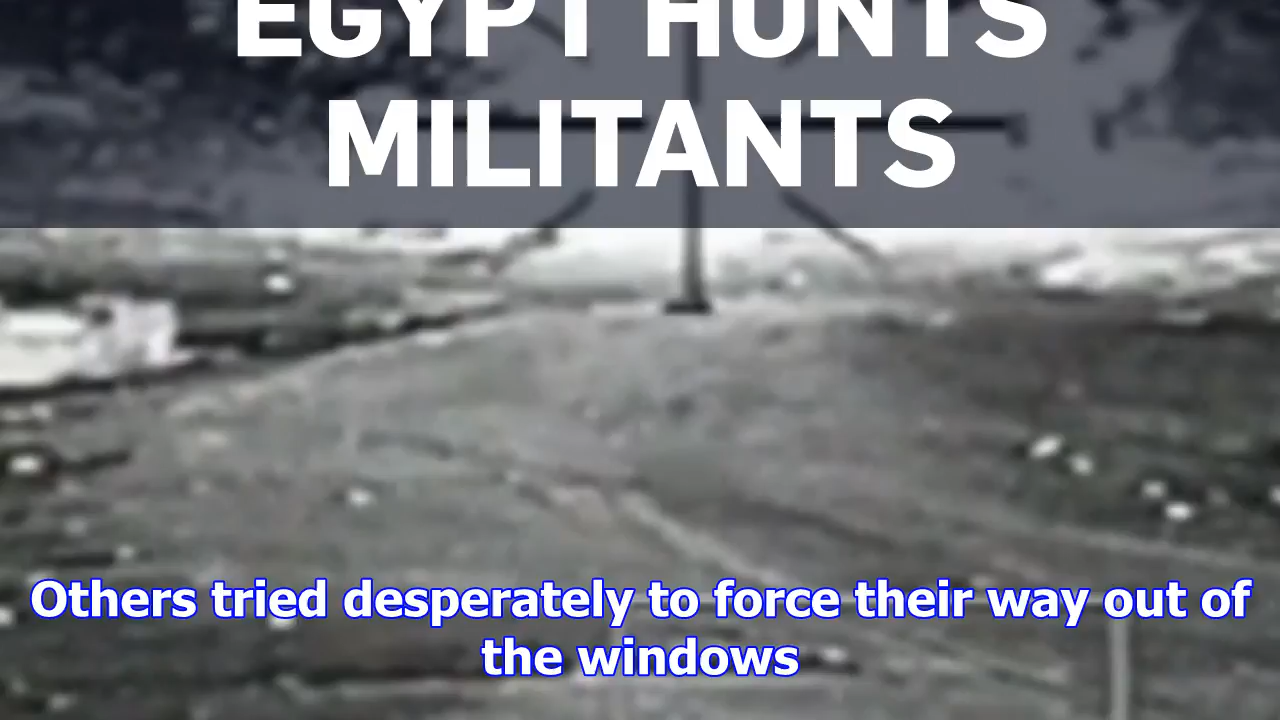 EGYPT HUNTS
MILITANTS
Others tried desperately to force their way out of
the windows